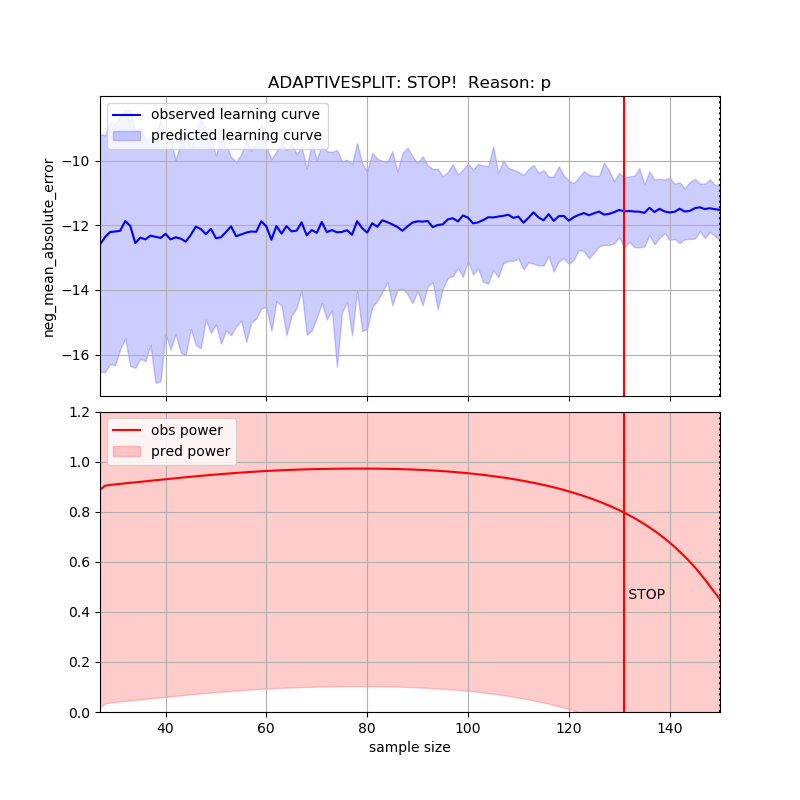 ADAPTIVESPLIT: STOP!  Reason: p
observed learning curve
predicted learning curve
neg_mean_absolute_error
−10
−12
−14
−16
obs power
pred power
1.2
1.0
0.8
0.6
0.4
0.2
0.0
STOP
40 60 80 100 120 140
sample size